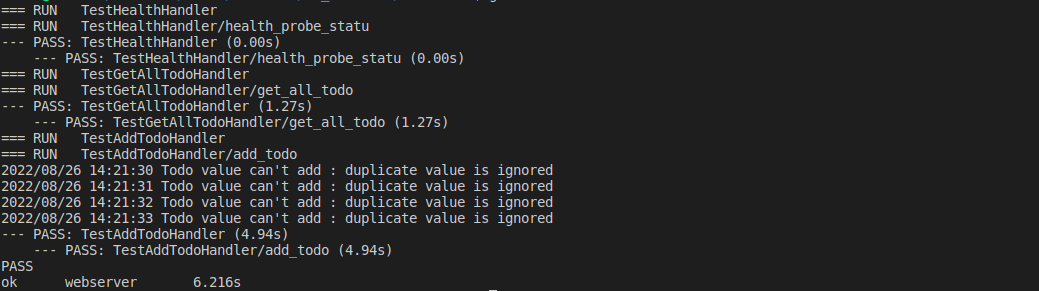 === RUN   TestHealthHandler
=== RUN   TestHealthHandler/health_probe_statu
--- PASS: TestHealthHandler (0.00s)
    --- PASS: TestHealthHandler/health_probe_statu (0.00s)
=== RUN   TestGetAllTodoHandler
=== RUN   TestGetAllTodoHandler/get_all_todo
--- PASS: TestGetAllTodoHandler (1.27s)
    --- PASS: TestGetAllTodoHandler/get_all_todo (1.27s)
=== RUN   TestAddTodoHandler
=== RUN   TestAddTodoHandler/add_todo
2022/08/26 14:21:30 Todo value can't add : duplicate value is ignored
2022/08/26 14:21:31 Todo value can't add : duplicate value is ignored
2022/08/26 14:21:32 Todo value can't add : duplicate value is ignored
2022/08/26 14:21:33 Todo value can't add : duplicate value is ignored
--- PASS: TestAddTodoHandler (4.94s)
    --- PASS: TestAddTodoHandler/add_todo (4.94s)
PASS
ok      webserver       6.216s